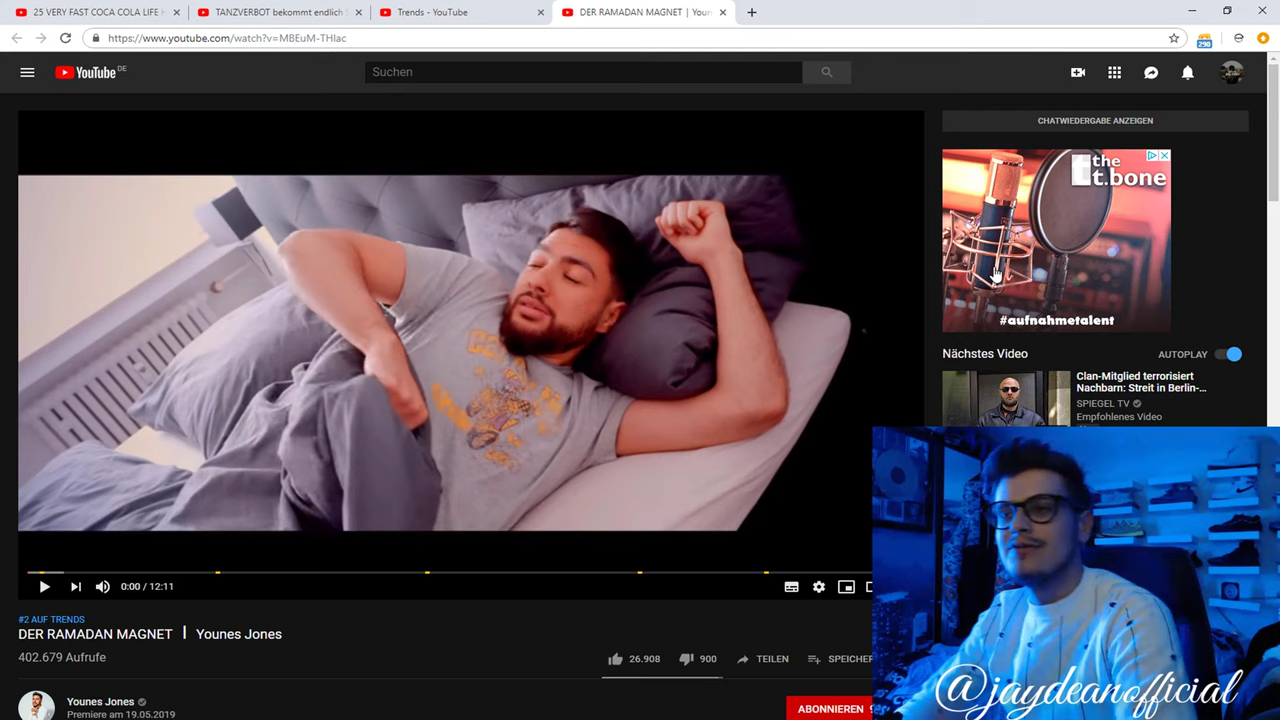 25 VERY FAST COCA COLA LIFE H
TANZVERBOT bekommt endlich
Trends - YouTube
DER RAMADAN MAGNET | Youn
https://www.youtube.com/watch?v=MBEuM-THlac
298
YouTube DE
Suchen
CHATWIEDERGABE ANZEIGEN
the
t.bone
#aufnahmetalent
Nächstes Video
AUTOPLAY
Clan-Mitglied terrorisiert
Nachbarn: Streit in Berlin-...
SPIEGEL TV
Empfohlenes Video
0:00 / 12:11
#2 AUF TRENDS
DER RAMADAN MAGNET | Younes Jones
402.679 Aufrufe
26.908
900
TEILEN
SPEICHER
Younes Jones
Premiere am 19.05.2019
ABONNIEREN
@jaydeanofficial